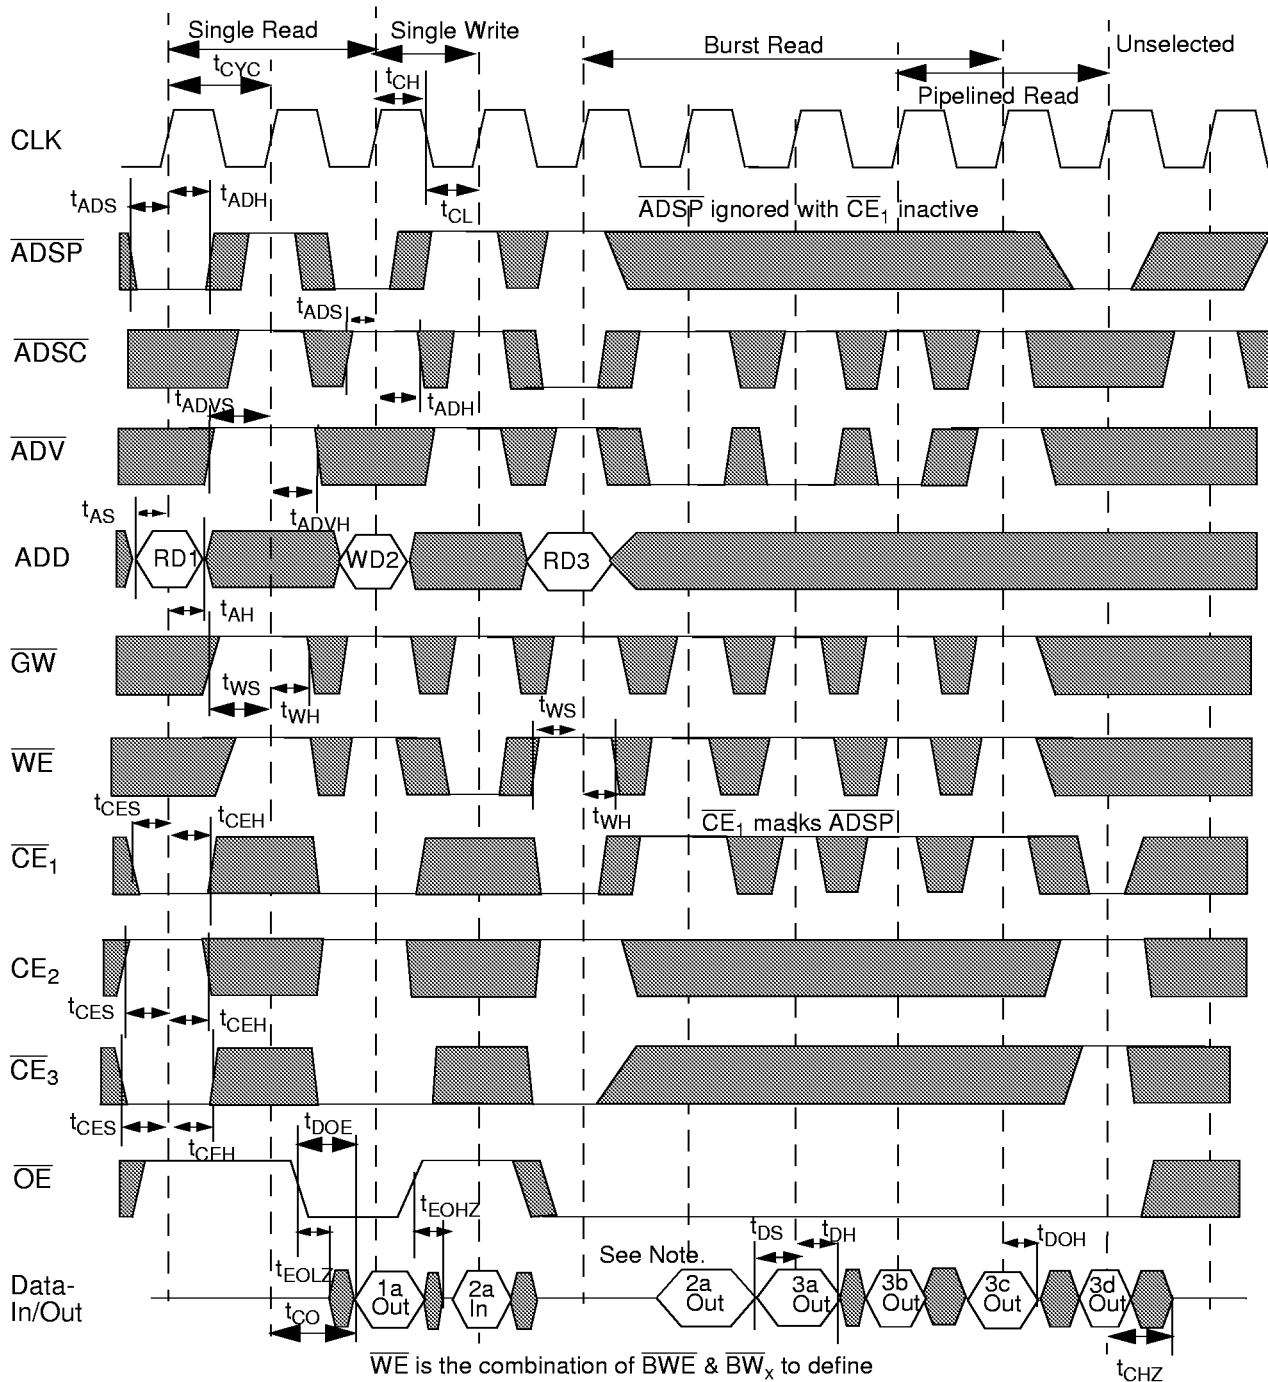 Single Read
Single Write
Burst Read
Unselected
tCYC
tCH
Pipelined Read
CLK
tADS
tADH
tCL
ADSP ignored with CE1 inactive
ADSP
tADS
ADSC
tADVS
tADH
ADV
tAS
tADVH
ADD
RD1
WD2
RD3
tAH
GW
tWS
tWH
tWS
WE
tCES
tCEH
tWH
CE1 masks ADSP
CE1
CE2
tCES
tCEH
CE3
tCES
tCEH
tDOE
OE
tEOHZ
See Note.
tDS
tDH
tDOH
tEOLZ
Data-
In/Out
1a
Out
2a
In
2a
Out
3a
Out
3b
Out
3c
Out
3d
Out
tCO
tCHZ
WE is the combination of BWE & BWx to define